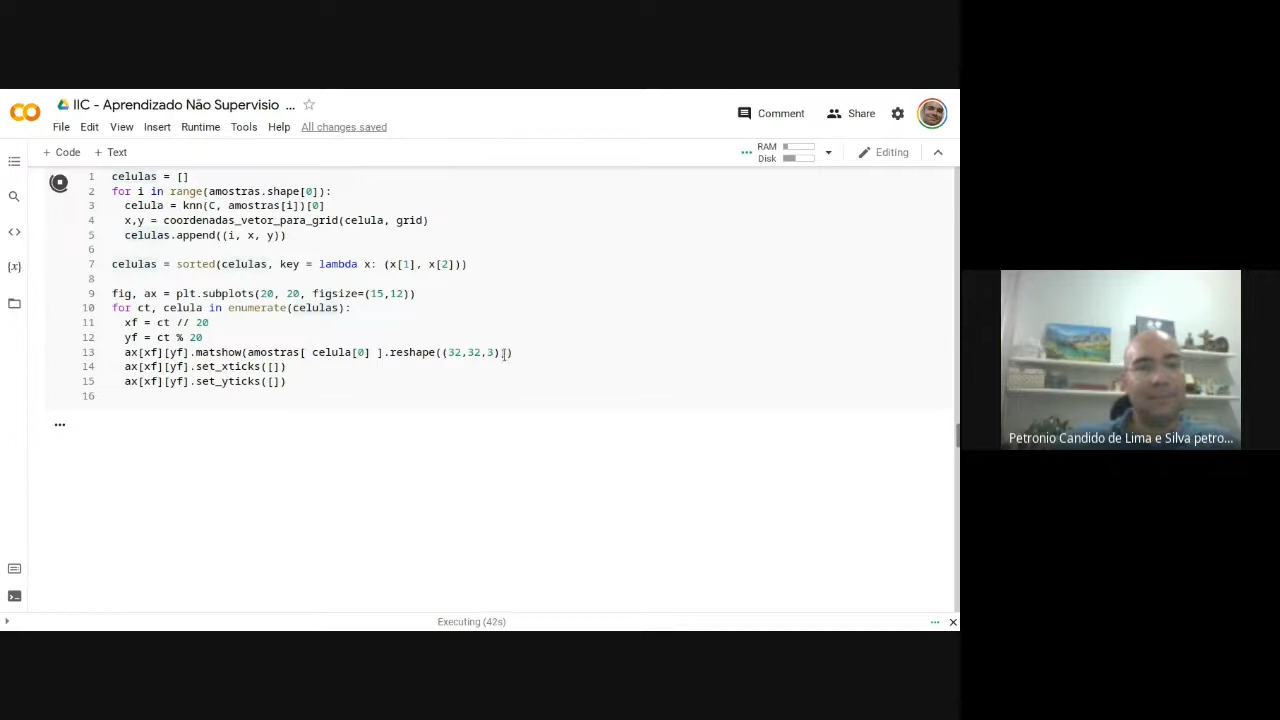 IIC - Aprendizado Não Supervisio ...
File Edit View Insert Runtime Tools Help All changes saved
Comment Share
+ Code + Text
RAM
Disk
Editing
1 celulas = []
2 for i in range(amostras.shape[0]):
3 celula = knn(C, amostras[i])[0]
4 x,y = coordenadas_vetor_para_grid(celula, grid)
5 celulas.append((i, x, y))
6
7 celulas = sorted(celulas, key = lambda x: (x[1], x[2]))
8
9 fig, ax = plt.subplots(20, 20, figsize=(15,12))
10 for ct, celula in enumerate(celulas):
11 xf = ct // 20
12 yf = ct % 20
13 ax[xf][yf].matshow(amostras[ celula[0] ].reshape((32,32,3)))
14 ax[xf][yf].set_xticks([])
15 ax[xf][yf].set_yticks([])
16
...
Executing (42s)
Petronio Candido de Lima e Silva petro...